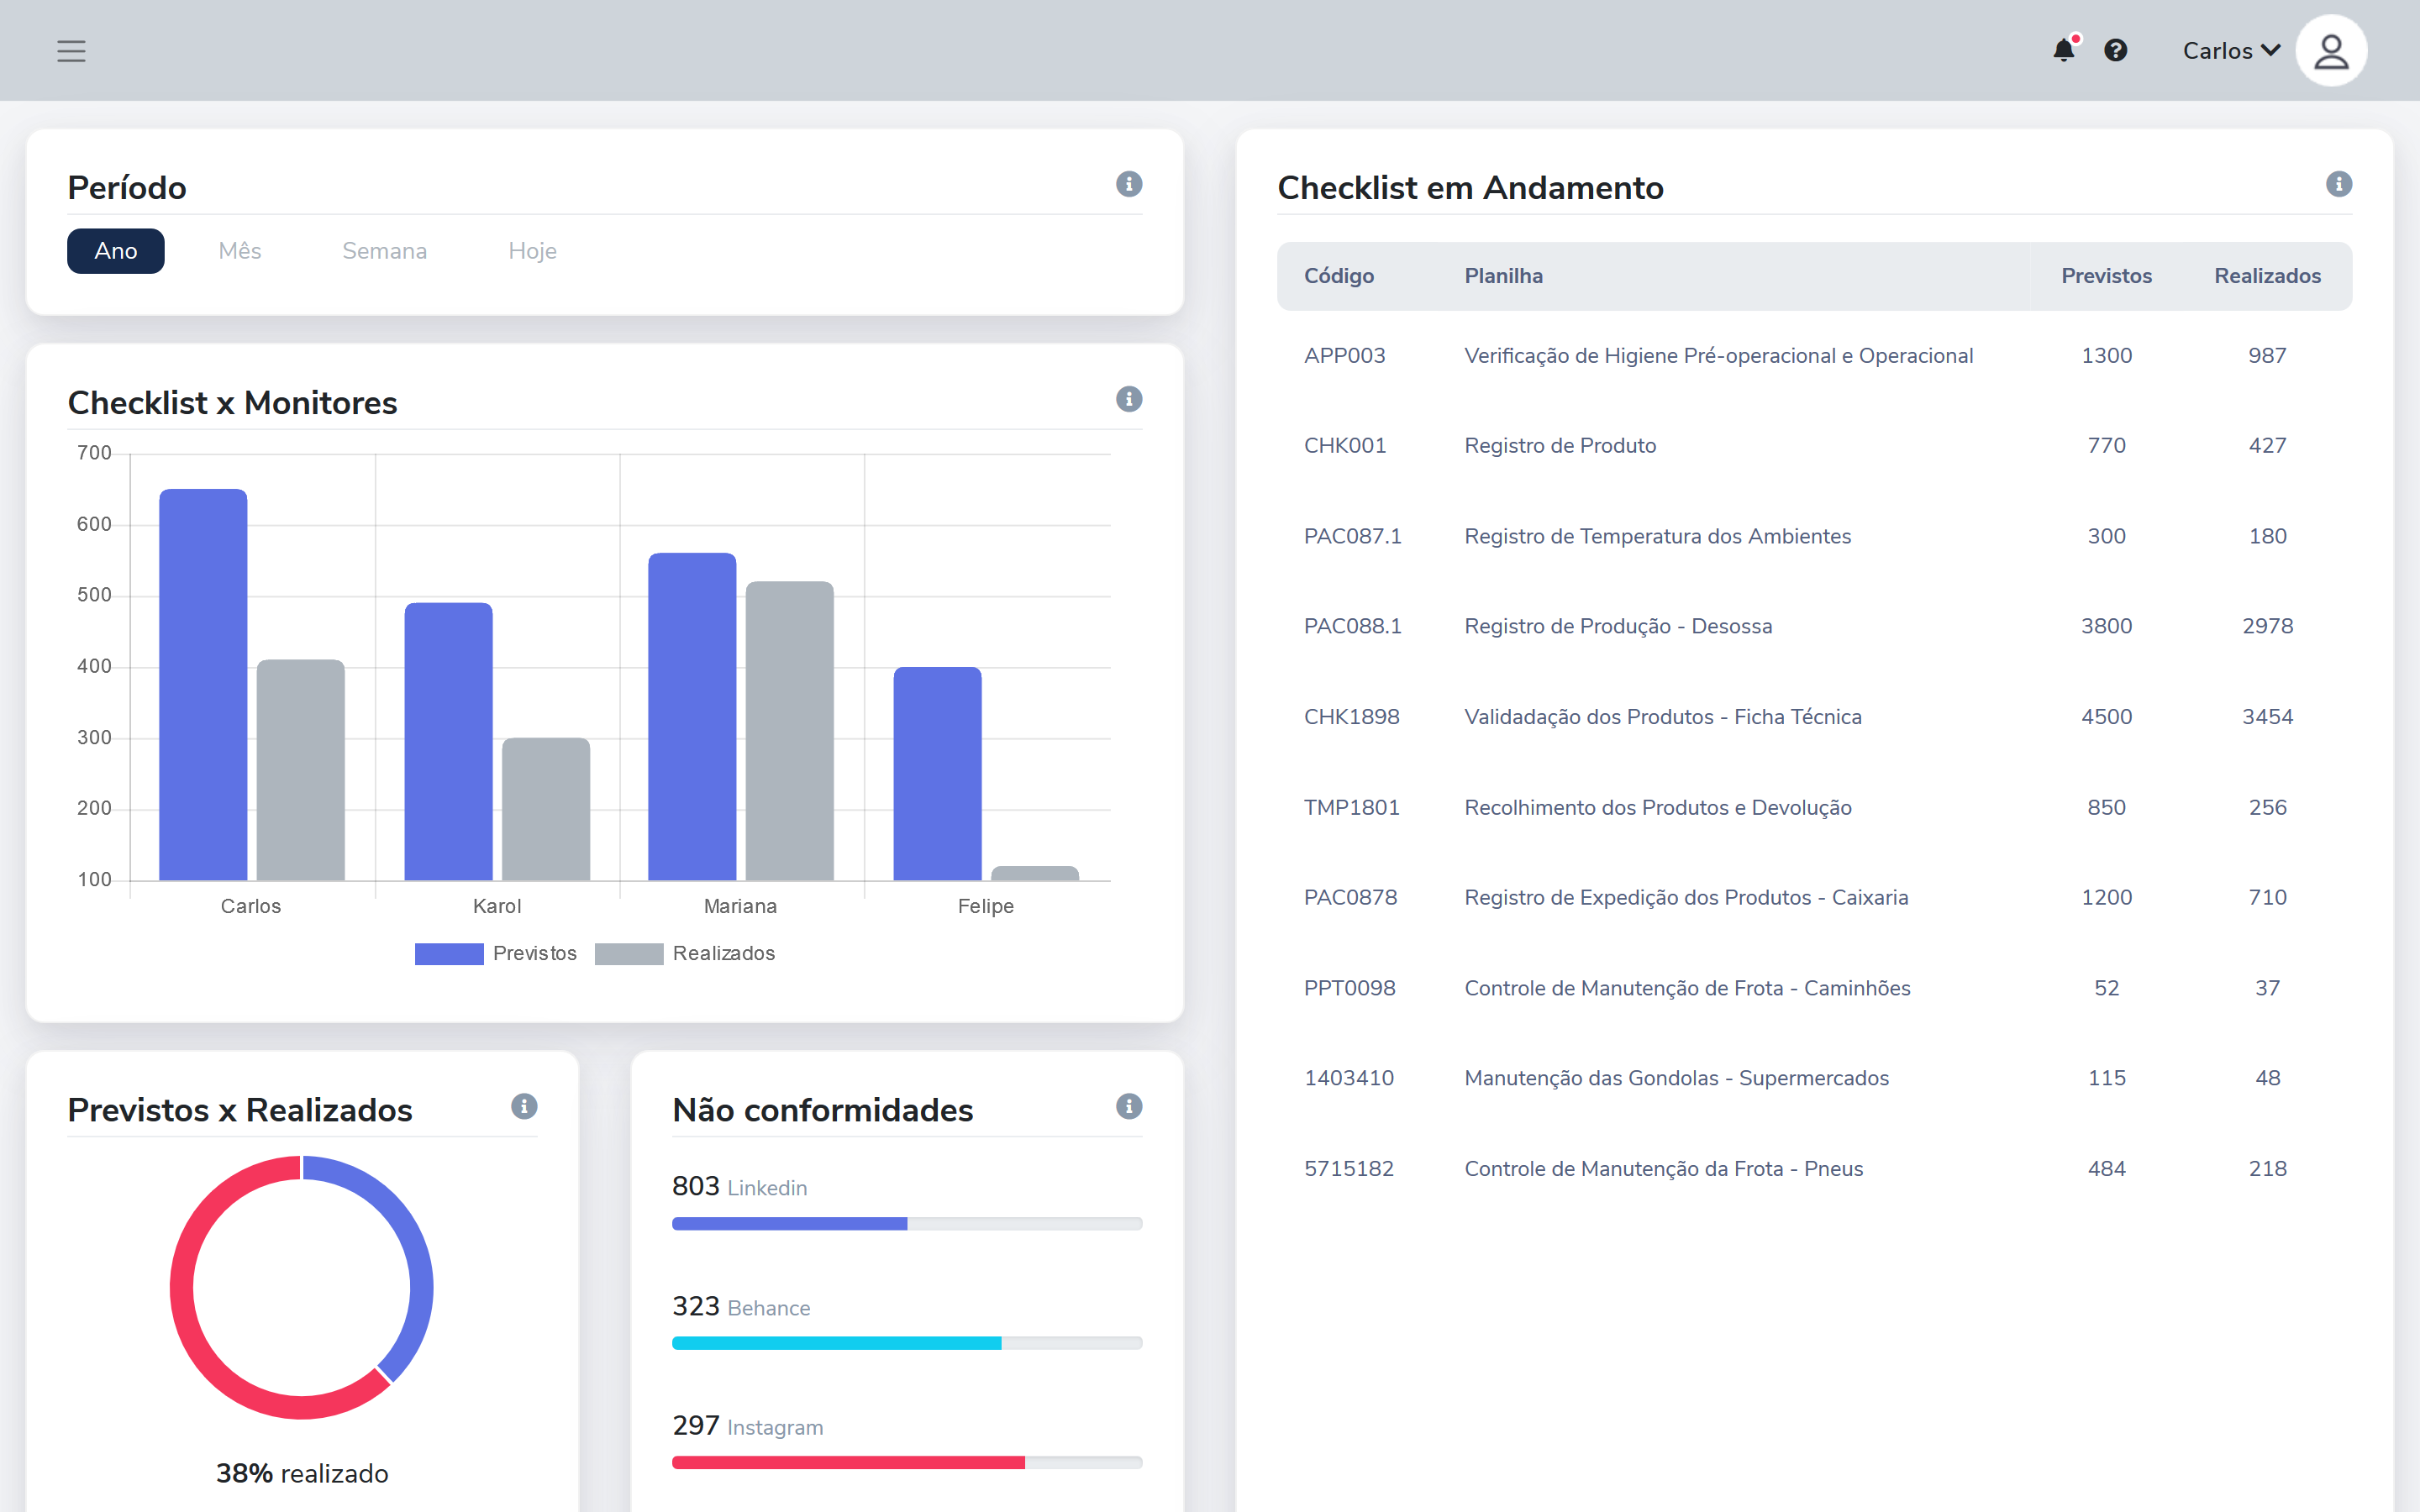 Carlos
Período
Ano Mês Semana Hoje
Checklist x Monitores
700
600
500
400
300
200
100
Carlos Karol Mariana Felipe
Previstos Realizados
Previstos x Realizados
38% realizado
Não conformidades
803 Linkedin
323 Behance
297 Instagram
Checklist em Andamento
Código Planilha Previstos Realizados
APP003 Verificação de Higiene Pré-operacional e Operacional 1300 987
CHK001 Registro de Produto 770 427
PAC087.1 Registro de Temperatura dos Ambientes 300 180
PAC088.1 Registro de Produção - Desossa 3800 2978
CHK1898 Validadação dos Produtos - Ficha Técnica 4500 3454
TMP1801 Recolhimento dos Produtos e Devolução 850 256
PAC0878 Registro de Expedição dos Produtos - Caixaria 1200 710
PPT0098 Controle de Manutenção de Frota - Caminhões 52 37
1403410 Manutenção das Gondolas - Supermercados 115 48
5715182 Controle de Manutenção da Frota - Pneus 484 218